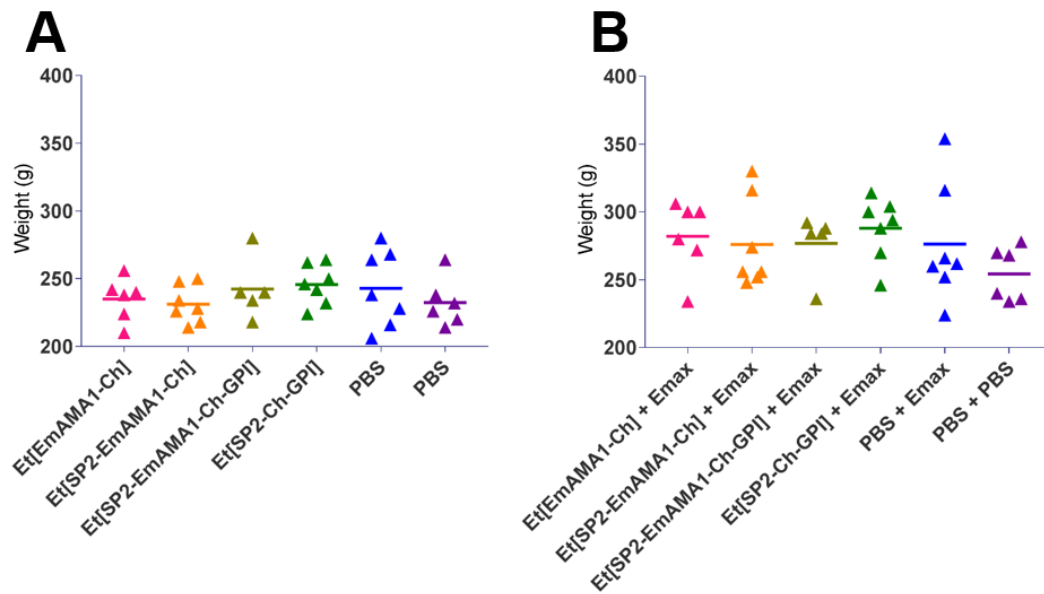 A
Weight (g)
400
350
300
250
200
Et[EmAMA1-Ch]
Et[SP2-EmAMA1-Ch]
Et[SP2-EmAMA1-Ch-GPI]
Et[SP2-Ch-GPI]
PBS
PBS
B
Weight (g)
400
350
300
250
200
Et[EmAMA1-Ch] + Emax
Et[SP2-EmAMA1-Ch] + Emax
Et[SP2-EmAMA1-Ch-GPI] + Emax
Et[SP2-Ch-GPI] + Emax
PBS + Emax
PBS + PBS